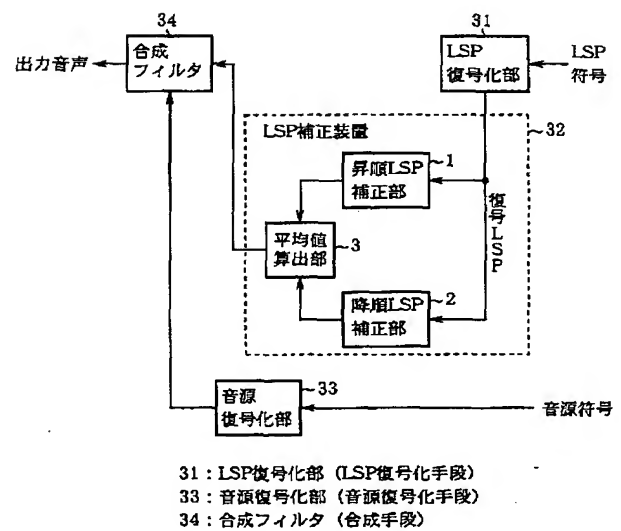 34
合成
フィルタ
出力音声
31
LSP
復号化部
LSP
符号
LSP補正装置
32
昇順LSP
補正部
1
復号LSP
平均値
算出部
3
降順LSP
補正部
2
音源
復号化部
33
音源符号
31:LSP復号化部(LSP復号化手段)
33:音源復号化部(音源復号化手段)
34:合成フィルタ(合成手段)